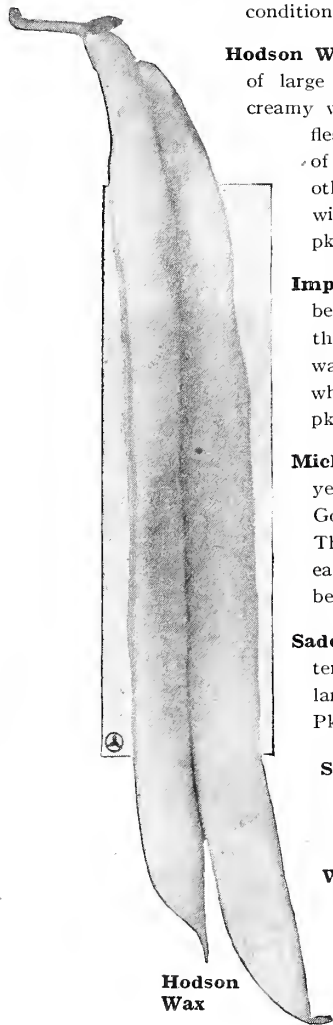 condition
Hodson W
of large
creamy w
fles
of
oth
wi
pk
Imp
be
th
wa
wh
pk
Mich
ye
Go
Th
ea
be
Sade
ter
lar
Pk
S
W
Hodson
Wax